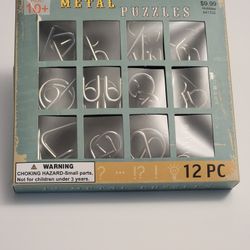 10+
METAL
PUZZLES
$9.99
WARNING
CHOKING HAZARD-Small parts.
Not for children under 3 years.
? ... !? !
12 PC